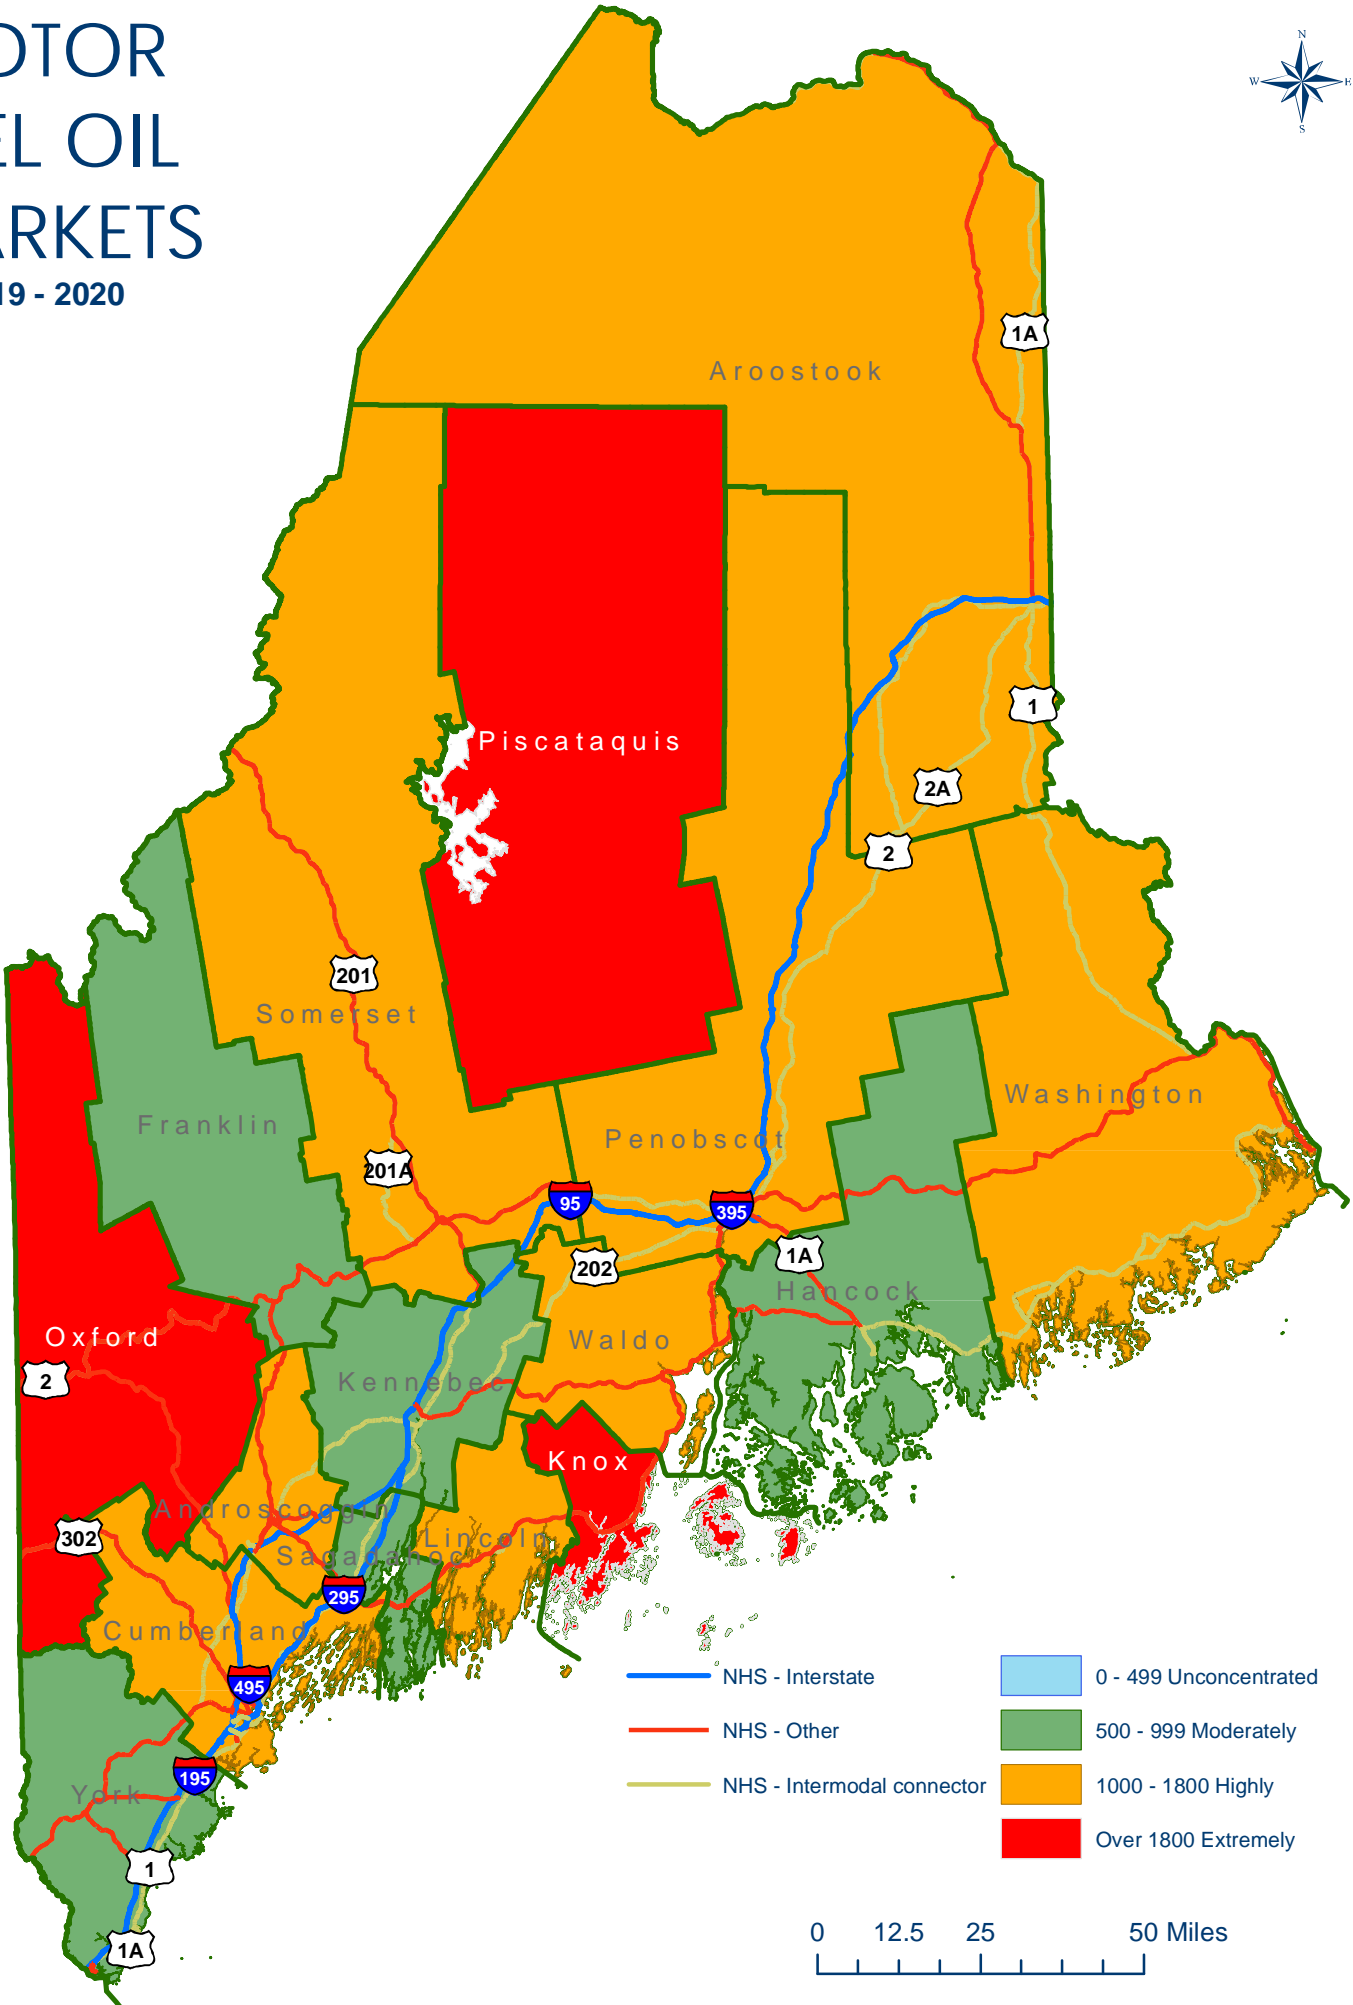 OTOR
EL OIL
ARKETS
19 - 2020
N
W
E
S
1A
Aroostook
1
Piscataquis
2A
2
201
Somerset
Washington
Franklin
Penobscot
201A
95
395
202
1A
Hancock
Oxford
Waldo
2
Kennebec
Knox
Androscoggin
302
Lincoln
Sagadahoc
295
Cumberland
495
195
York
1
1A
NHS - Interstate
NHS - Other
NHS - Intermodal connector
0 - 499 Unconcentrated
500 - 999 Moderately
1000 - 1800 Highly
Over 1800 Extremely
0 12.5 25 50 Miles